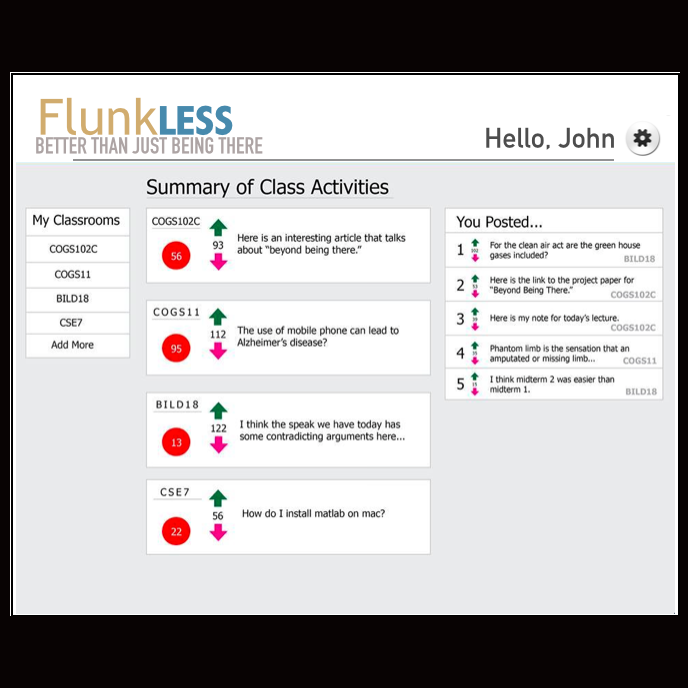 FlunkLESS
BETTER THAN JUST BEING THERE
Hello, John
Summary of Class Activities
My Classrooms
COGS102C
COGS11
BILD18
CSE7
Add More
COGS102C
56
93
Here is an interesting article that talks
about "beyond being there."
COGS11
95
112
The use of mobile phone can lead to
Alzheimer's disease?
BILD18
13
122
I think the speak we have today has
some contradicting arguments here...
CSE7
22
56
How do I install matlab on mac?
You Posted...
1
For the clean air act are the green house
gases included?
BILD18
2
Here is the link to the project paper for
"Beyond Being There."
COGS102C
3
Here is my note for today's lecture.
COGS102C
4
Phantom limb is the sensation that an
amputated or missing limb...
COGS11
5
I think midterm 2 was easier than
midterm 1.
BILD18